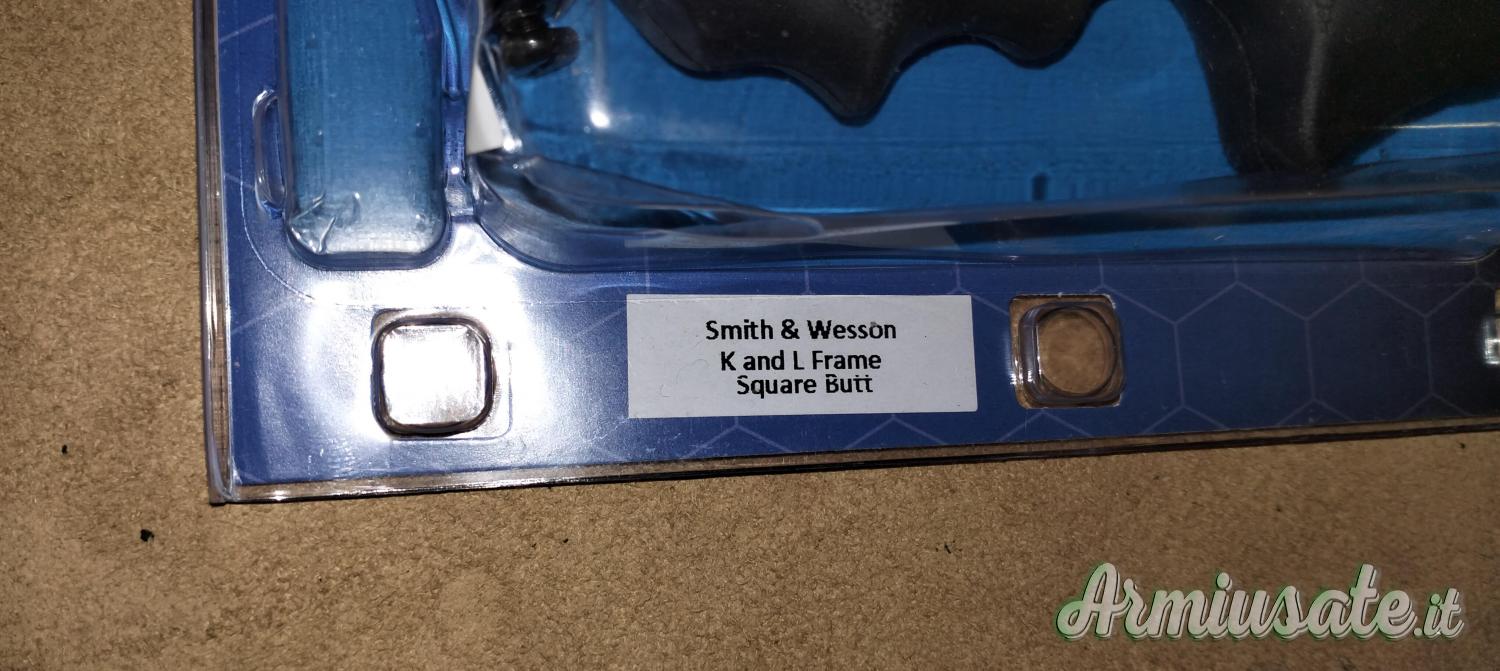 Smith & Wesson
K and L Frame
Square Butt
Armiusate.it